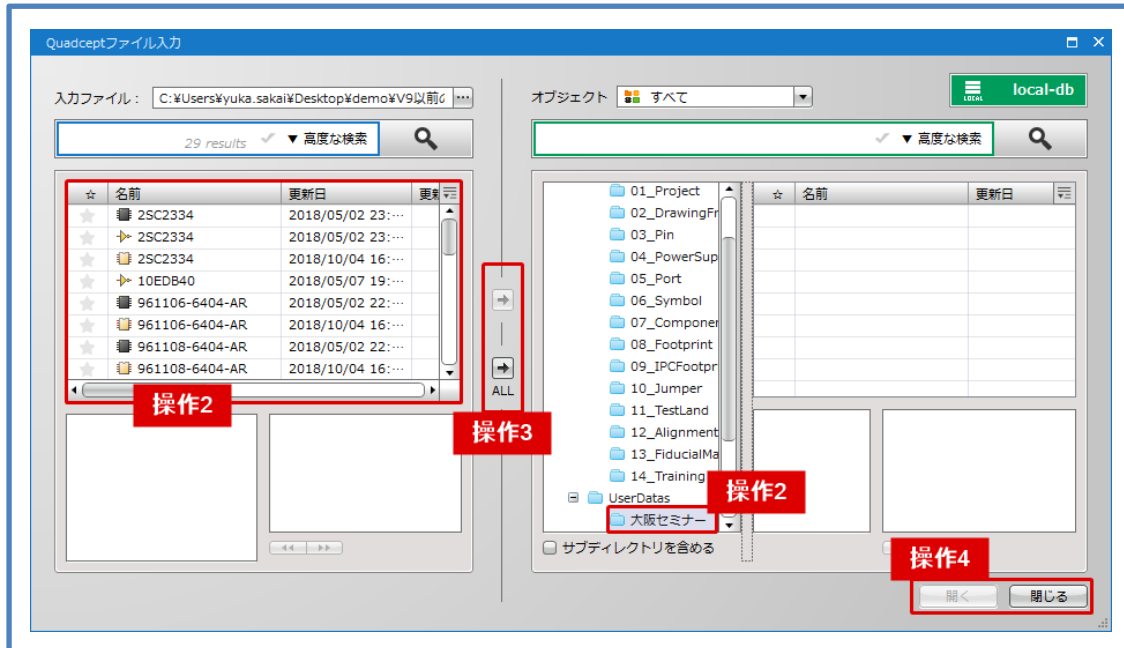 Quadceptファイル入力
入力ファイル： C:¥Users¥yuka.sakai¥Desktop¥demo¥V9以前の ...
29 results ▼ 高度な検索
☆ 名前 更新日 更新
2SC2334 2018/05/02 23:…
2SC2334 2018/05/02 23:…
2SC2334 2018/10/04 16:…
10EDB40 2018/05/07 19:…
961106-6404-AR 2018/05/02 22:…
961106-6404-AR 2018/10/04 16:…
961108-6404-AR 2018/05/02 22:…
961108-6404-AR 2018/10/04 16:…
操作2
ALL
操作3
オブジェクト すべて
LOCAL local-db
▼ 高度な検索
01_Project
02_DrawingFr
03_Pin
04_PowerSup
05_Port
06_Symbol
07_Componer
08_Footprint
09_IPCFootpr
10_Jumper
11_TestLand
12_Alignment
13_FiducialMa
14_Training
UserDatas
大阪セミナー
操作2
☆ 名前 更新日
サブディレクトリを含める
操作4
開く 閉じる